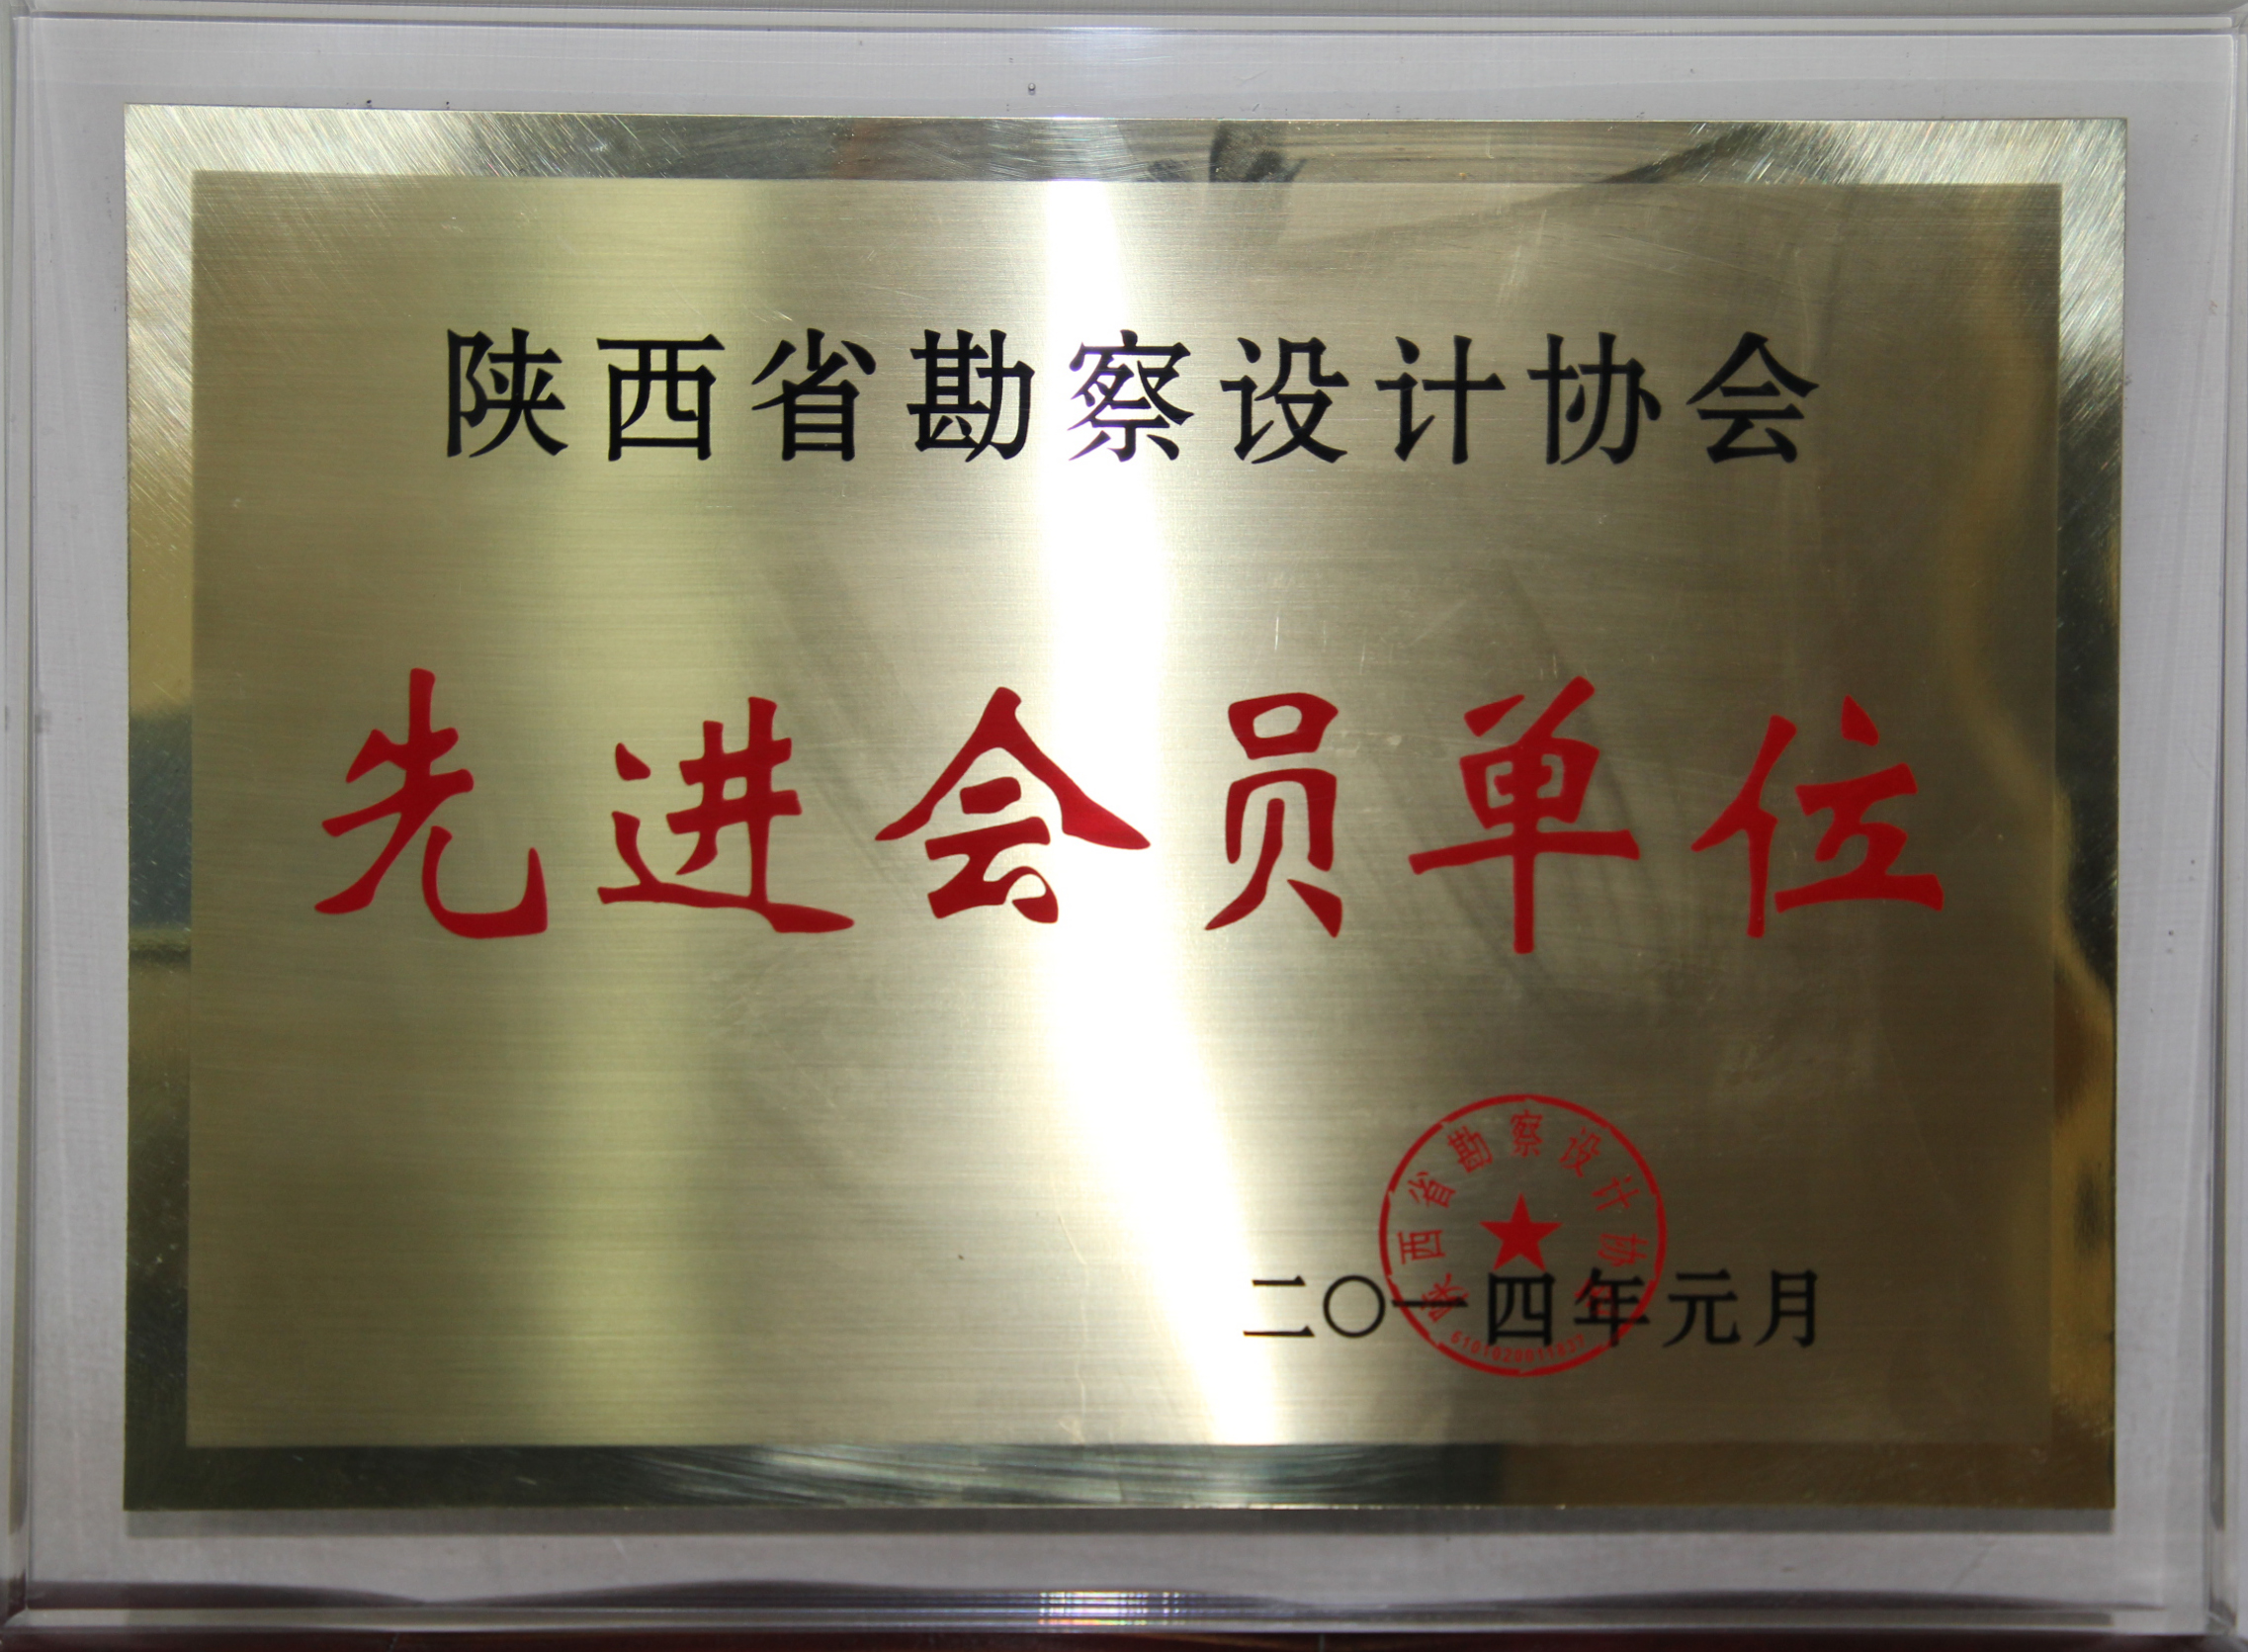 陕西省勘察设计协会
先进会员单位
陕西省勘察设计协
二〇一四年元月